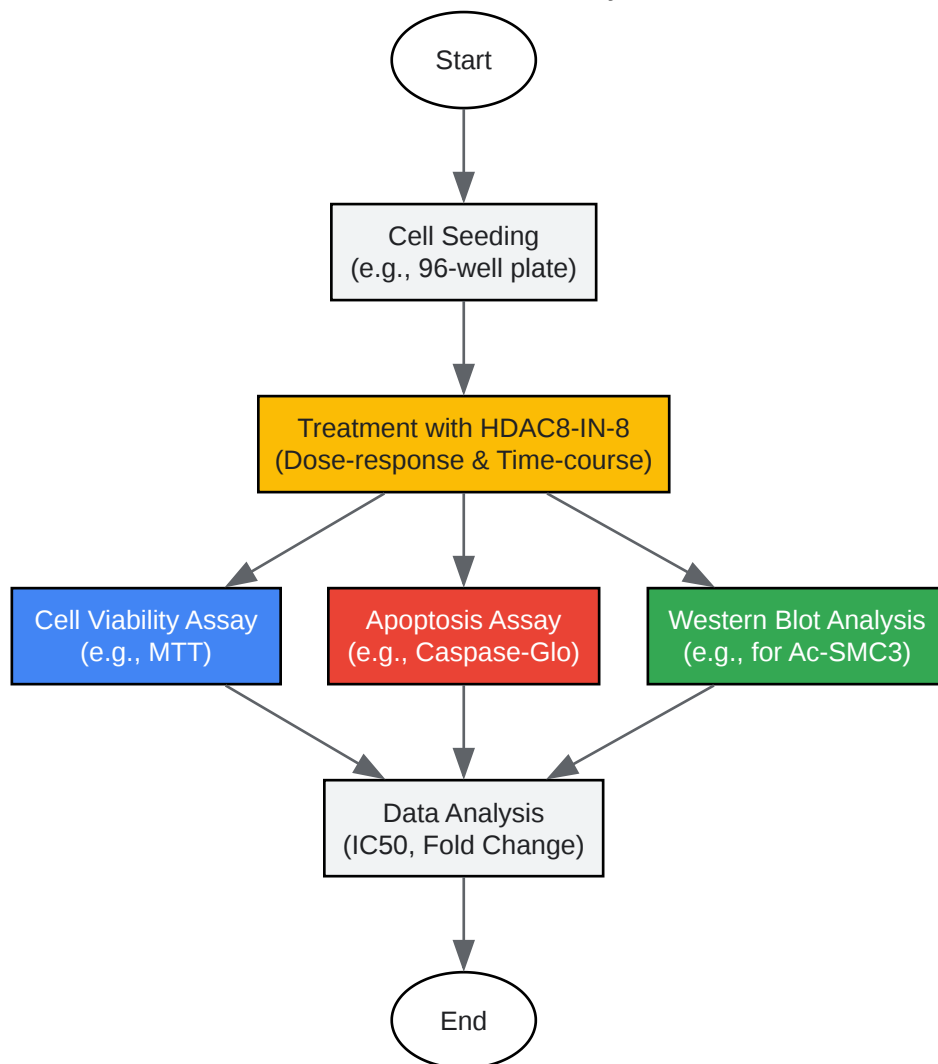 Start
Cell Seeding
(e.g., 96-well plate)
Treatment with HDAC8-IN-8
(Dose-response & Time-course)
Cell Viability Assay
(e.g., MTT)
Apoptosis Assay
(e.g., Caspase-Glo)
Western Blot Analysis
(e.g., for Ac-SMC3)
Data Analysis
(IC50, Fold Change)
End